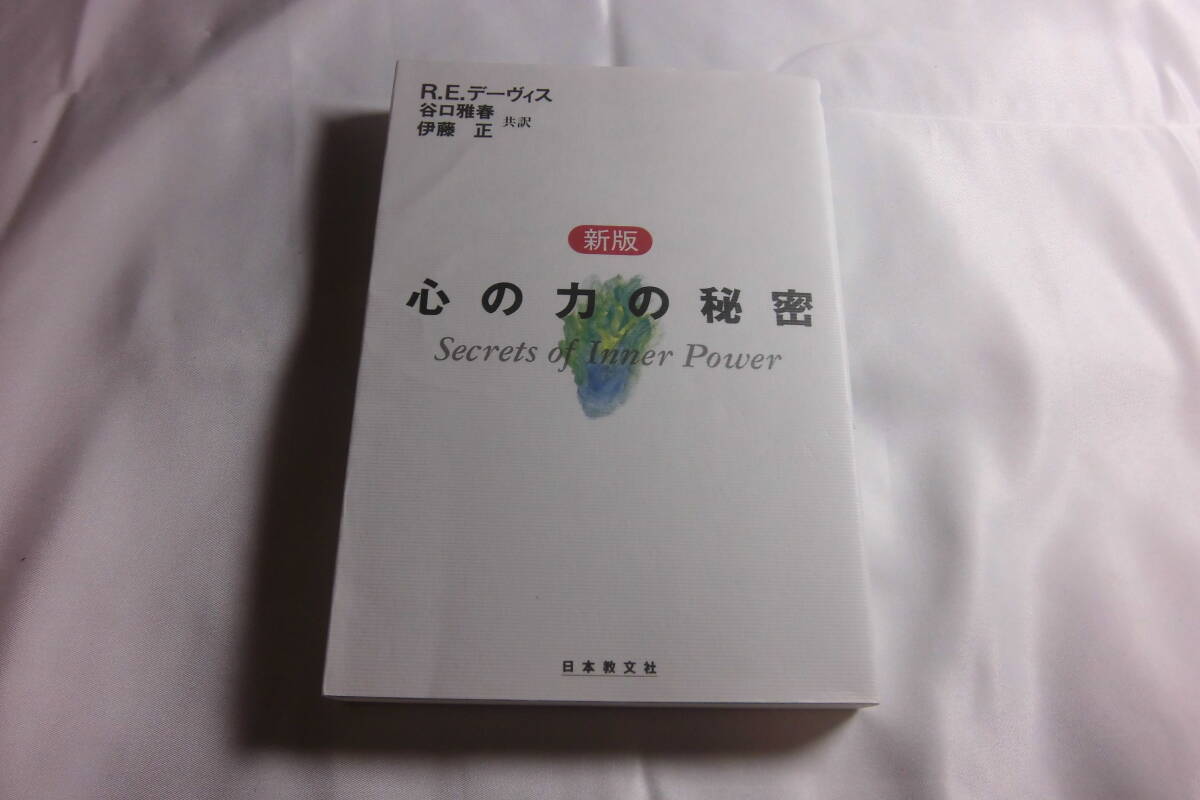 R.E.デーヴィス
谷口雅春
伊藤 正 共訳
新版
心の力の秘密
Secrets of Inner Power
日本教文社